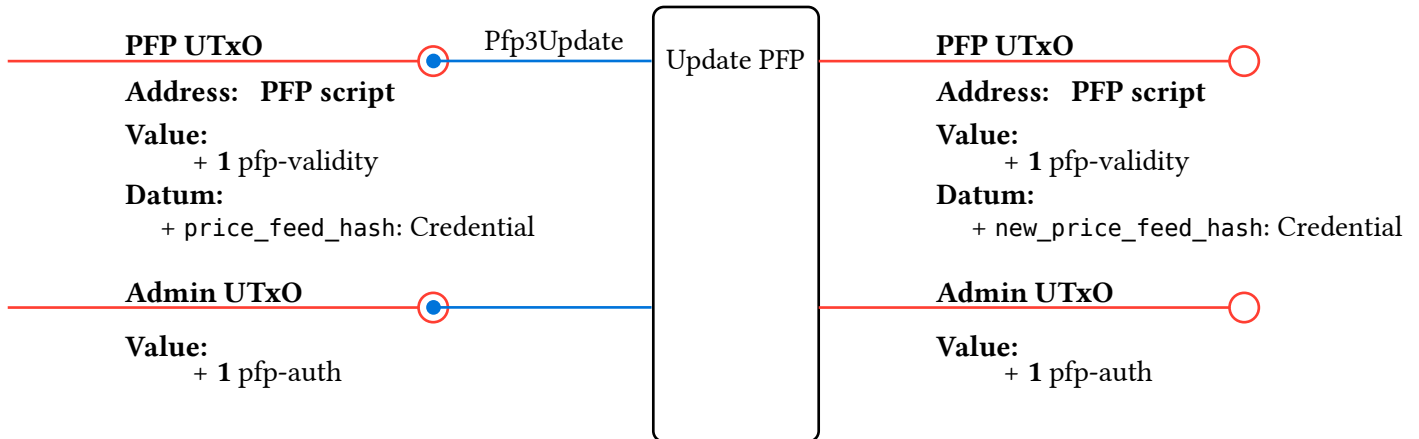 PFP UTxO
Address: PFP script
Value:
+ 1 pfp-validity
Datum:
+ price_feed_hash: Credential
Admin UTxO
Value:
+ 1 pfp-auth
Pfp3Update
Update PFP
PFP UTxO
Address: PFP script
Value:
+ 1 pfp-validity
Datum:
+ new_price_feed_hash: Credential
Admin UTxO
Value:
+ 1 pfp-auth